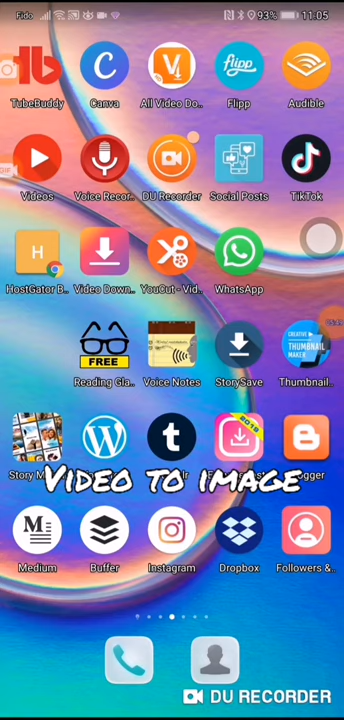 Fido 93% 11:05
TubeBuddy Canva All Video Do.. Flipp Audible
Videos Voice Recor.. DU Recorder Social Posts TikTok
HostGator B.. Video Down.. YouCut - Vid.. WhatsApp
FREE
CREATIVE
THUMBNAIL
MAKER
Reading Gla.. Voice Notes StorySave Thumbnail..
2019
Story M
VIDEO TO IMAGE
Medium Buffer Instagram Dropbox Followers &..
DU RECORDER